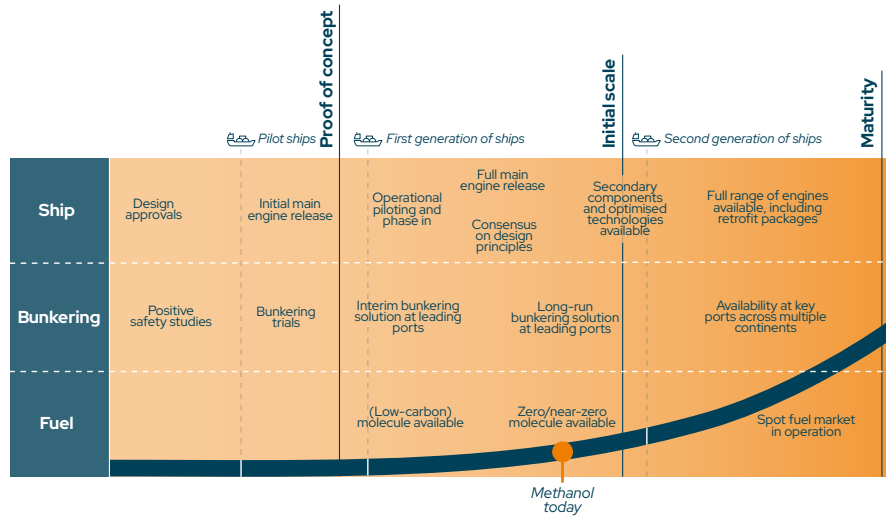 Proof of concept
Initial scale
Maturity
Pilot ships
First generation of ships
Second generation of ships
Ship
Design
approvals
Initial main
engine release
Operational
piloting and
phase in
Full main
engine release
Consensus
on design
principles
Secondary
components
and optimised
technologies
available
Full range of engines
available, including
retrofit packages
Bunkering
Positive
safety studies
Bunkering
trials
Interim bunkering
solution at leading
ports
Long-run
bunkering solution
at leading ports
Availability at key
ports across multiple
continents
Fuel
(Low-carbon)
molecule available
Zero/near-zero
molecule available
Spot fuel market
in operation
Methanol
today